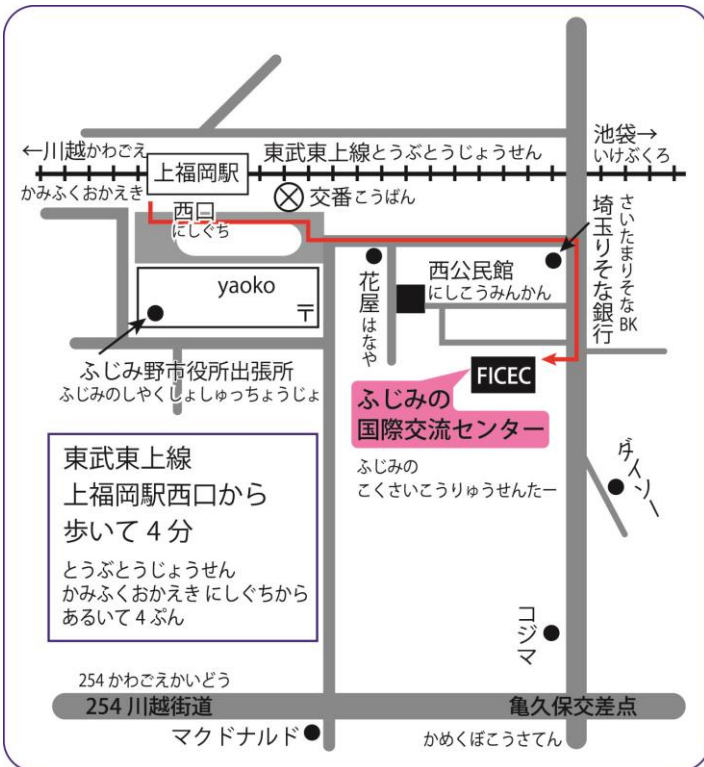 ←川越かわごえ
東武東上線とうぶとうじょうせん
池袋→
いけぶくろ
上福岡駅
かみふくおかえき
交番こうばん
西口
にしぐち
yaoko
〒
花屋はなや
西公民館
にしこうみんかん
埼玉りそな銀行
さいたまりそなBK
ふじみ野市役所出張所
ふじみのしやくしょしゅっちょうじょ
FICEC
ふじみの
国際交流センター
ふじみの
こくさいこうりゅうせんたー
ダイソー
東武東上線
上福岡駅西口から
歩いて4分
とうぶとうじょうせん
かみふくおかえき にしぐちから
あるいて4ぷん
コジマ
254 かわごえかいどう
254 川越街道
亀久保交差点
マクドナルド
かめくぼこうさてん